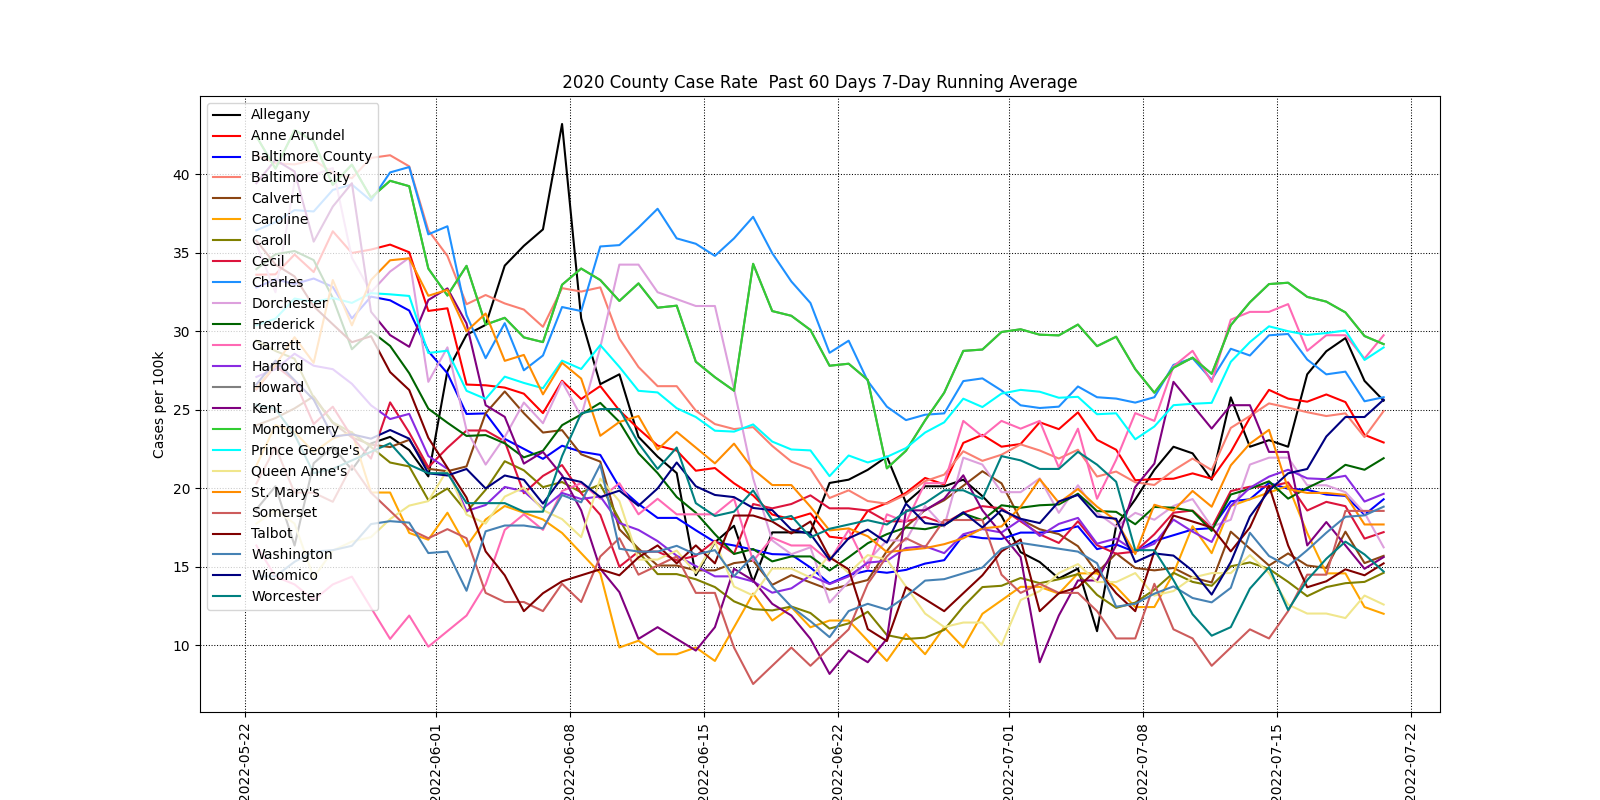 2020 County Case Rate  Past 60 Days 7-Day Running Average
Cases per 100k
40
35
30
25
20
15
10
Allegany
Anne Arundel
Baltimore County
Baltimore City
Calvert
Caroline
Caroll
Cecil
Charles
Dorchester
Frederick
Garrett
Harford
Howard
Kent
Montgomery
Prince George's
Queen Anne's
St. Mary's
Somerset
Talbot
Washington
Wicomico
Worcester
2022-05-22
2022-06-01
2022-06-08
2022-06-15
2022-06-22
2022-07-01
2022-07-08
2022-07-15
2022-07-22